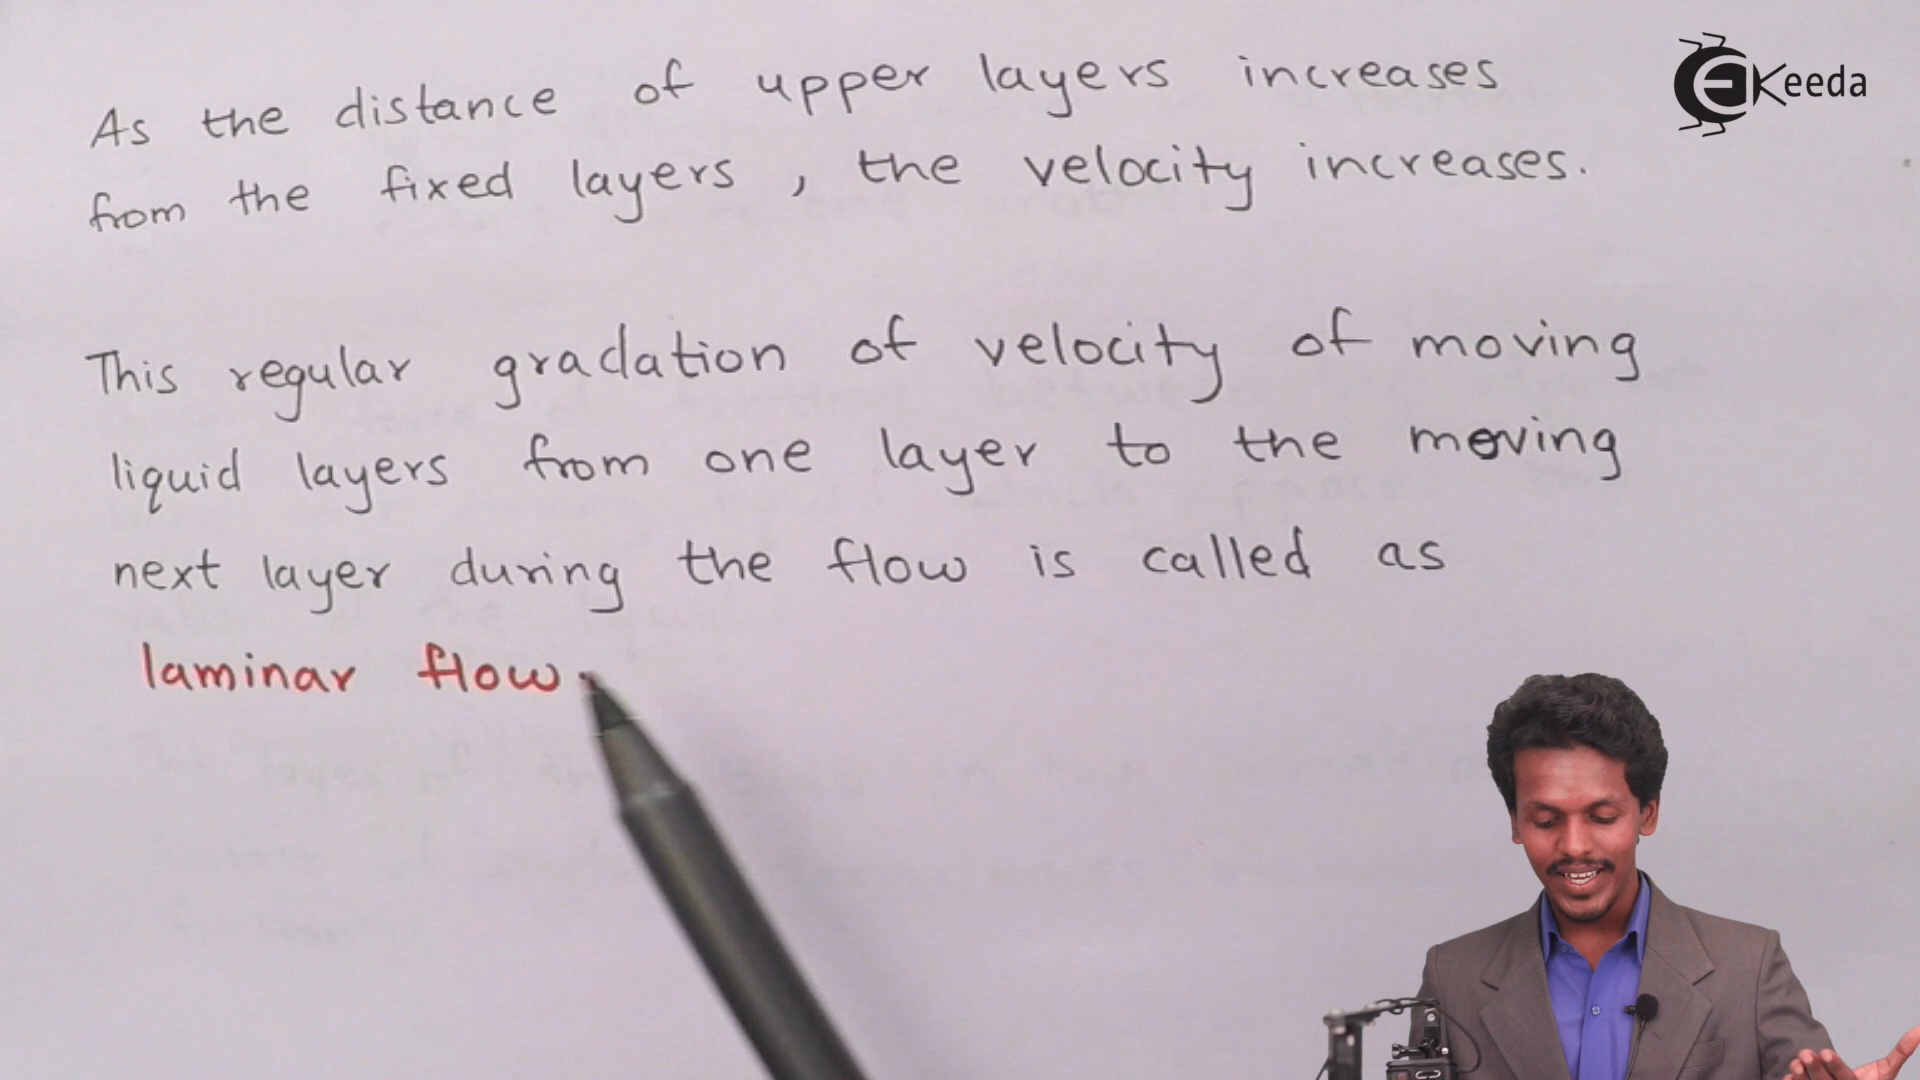 As the distance of upper layers increases
from the fixed layers, the velocity increases.
This regular gradation of velocity of moving
liquid layers from one layer to the moving
next layer during the flow is called as
laminar flow.
EKeeda